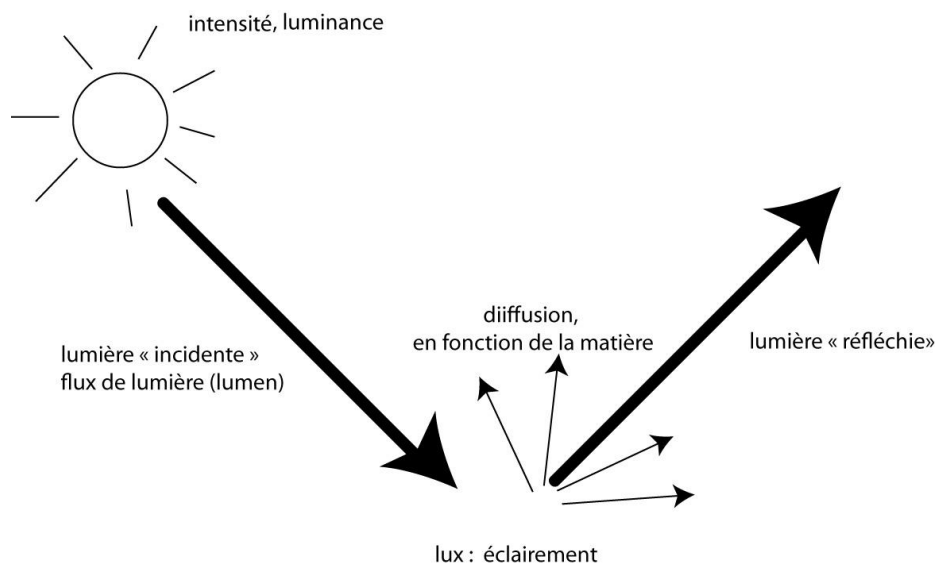 intensité, luminance
lumière « incidente »
flux de lumière (lumen)
diiffusion,
en fonction de la matière
lumière « réfléchie»
lux : éclairement